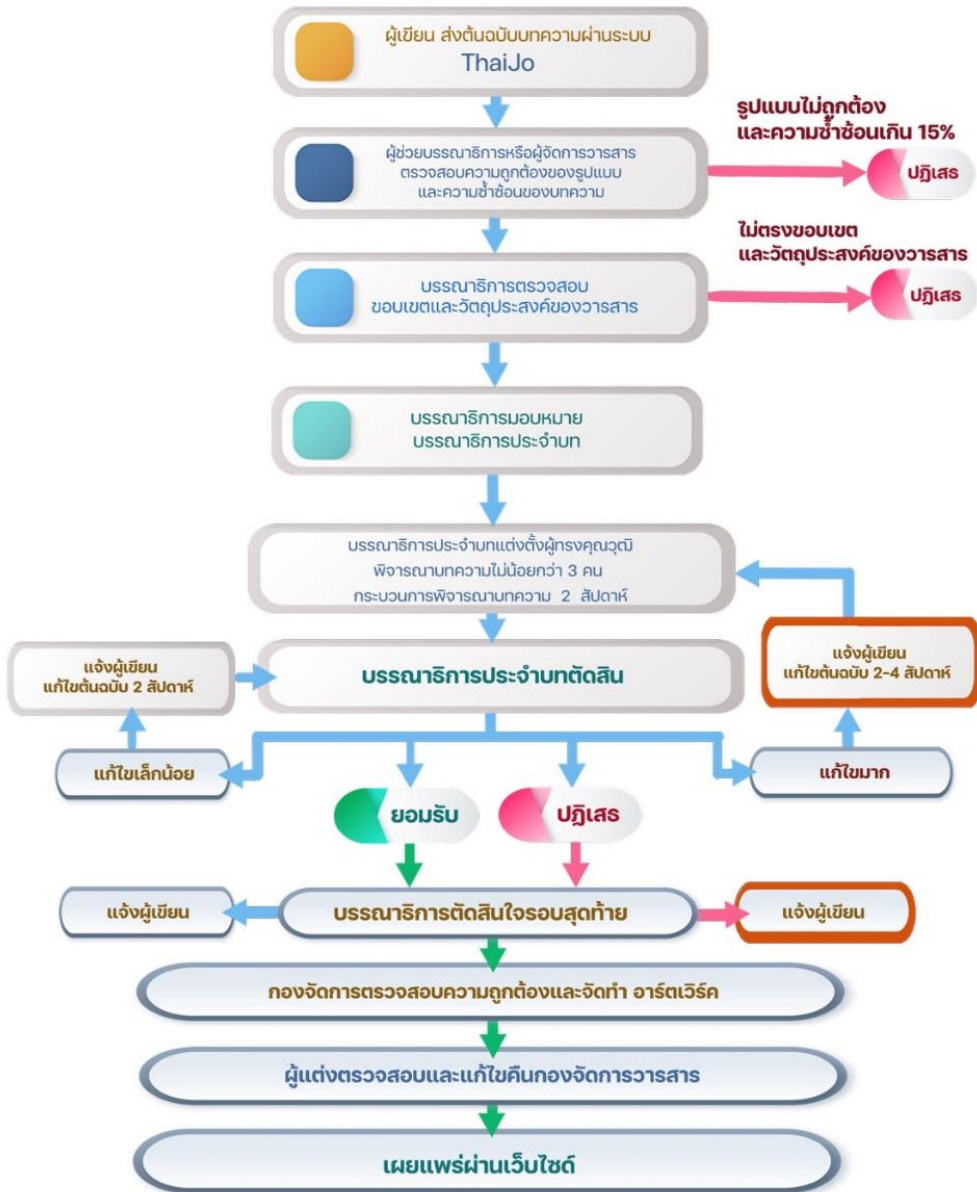 ผู้เขียน ส่งต้นฉบับบทความผ่านระบบ
ThaiJo
รูปแบบไม่ถูกต้อง
และความซ้ำซ้อนเกิน 15%
ปฏิเสธ
ผู้ช่วยบรรณาธิการหรือผู้จัดการวารสาร
ตรวจสอบความถูกต้องของรูปแบบ
และความซ้ำซ้อนของบทความ
ไม่ตรงขอบเขต
และวัตถุประสงค์ของวารสาร
ปฏิเสธ
บรรณาธิการตรวจสอบ
ขอบเขตและวัตถุประสงค์ของวารสาร
บรรณาธิการมอบหมาย
บรรณาธิการประจำบท
บรรณาธิการประจำบทแต่งตั้งผู้ทรงคุณวุฒิ
พิจารณาบทความไม่น้อยกว่า 3 คน
กระบวนการพิจารณาบทความ 2 สัปดาห์
แจ้งผู้เขียน
แก้ไขต้นฉบับ 2 สัปดาห์
บรรณาธิการประจำบทตัดสิน
แจ้งผู้เขียน
แก้ไขต้นฉบับ 2-4 สัปดาห์
แก้ไขเล็กน้อย
แก้ไขมาก
ยอมรับ
ปฏิเสธ
แจ้งผู้เขียน
บรรณาธิการตัดสินใจรอบสุดท้าย
แจ้งผู้เขียน
กองจัดการตรวจสอบความถูกต้องและจัดทำ อาร์ตเวิร์ค
ผู้แต่งตรวจสอบและแก้ไขคืนกองจัดการวารสาร
เผยแพร่ผ่านเว็บไซด์